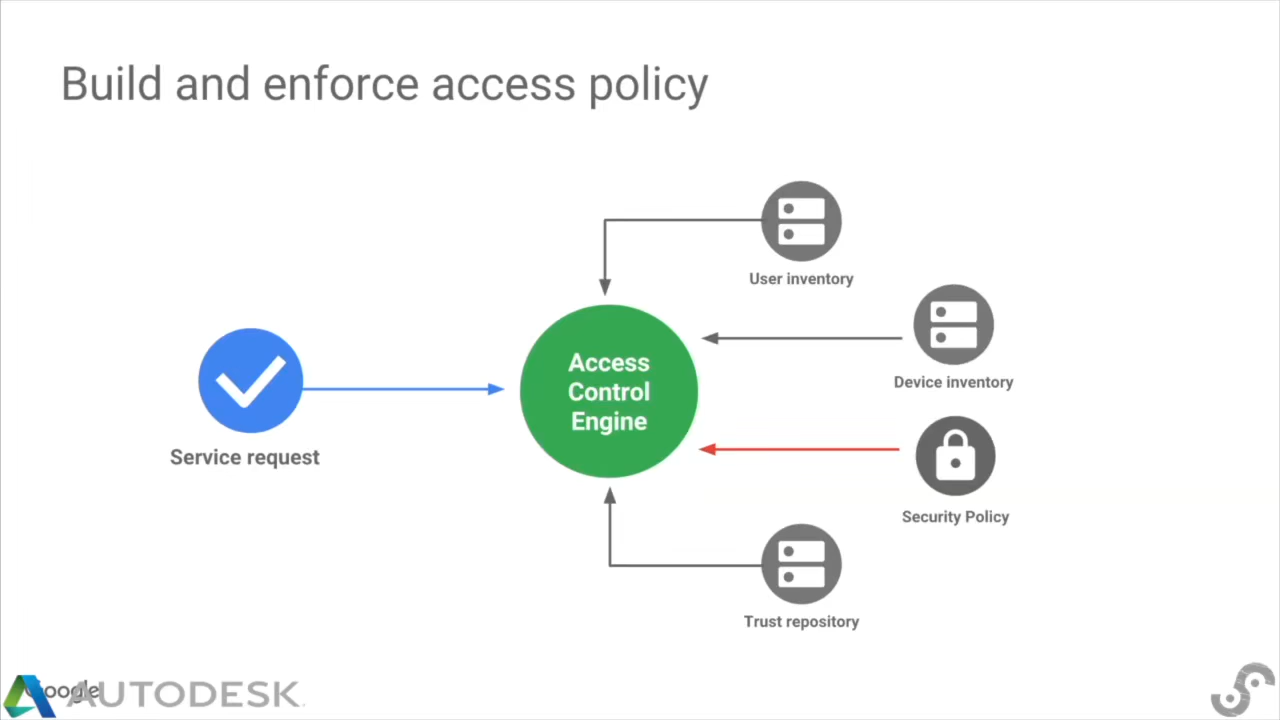 Build and enforce access policy
User inventory
Access
Control
Engine
Device inventory
Service request
Security Policy
Trust repository
Google
AUTODESK.